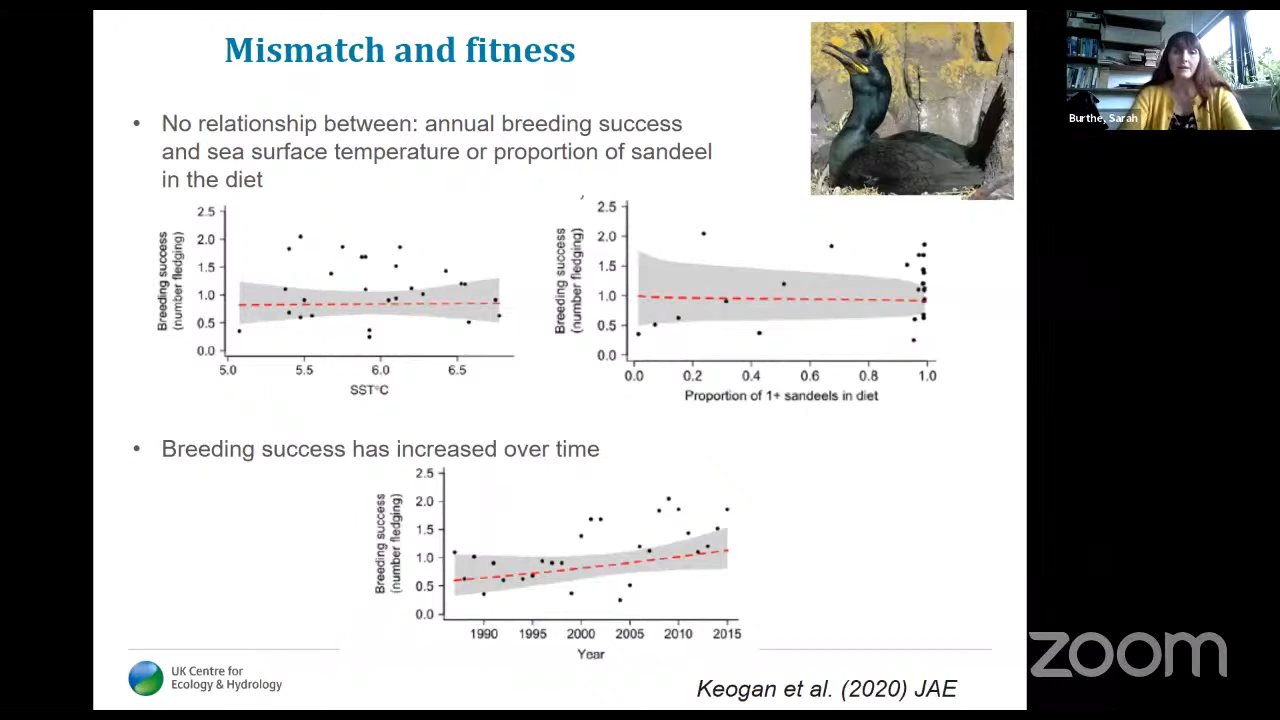 Mismatch and fitness
Burthe, Sarah
• No relationship between: annual breeding success
and sea surface temperature or proportion of sandeel
in the diet
Breeding success
(number fledging)
2.5
2.0
1.5
1.0
0.5
0.0
5.0 5.5 6.0 6.5
SST°C
Breeding success
(number fledging)
2.5
2.0
1.5
1.0
0.5
0.0
0.0 0.2 0.4 0.6 0.8 1.0
Proportion of 1+ sandeels in diet
• Breeding success has increased over time
Breeding success
(number fledging)
2.5
2.0
1.5
1.0
0.5
0.0
1990 1995 2000 2005 2010 2015
Year
UK Centre for
Ecology & Hydrology
Keogan et al. (2020) JAE
zoom